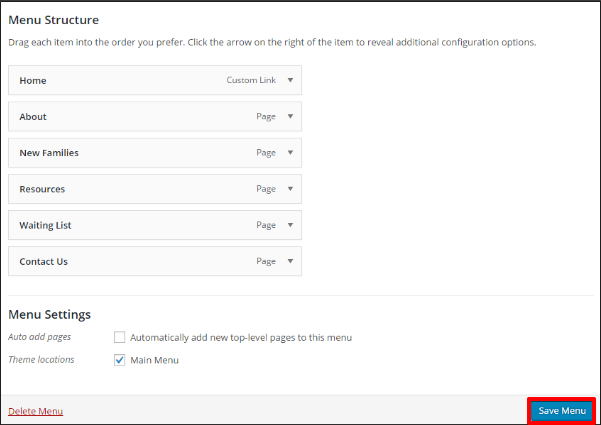 Menu Structure
Drag each item into the order you prefer. Click the arrow on the right of the item to reveal additional configuration options.
Home Custom Link
About Page
New Families Page
Resources Page
Waiting List Page
Contact Us Page
Menu Settings
Auto add pages Automatically add new top-level pages to this menu
Theme locations Main Menu
Delete Menu Save Menu